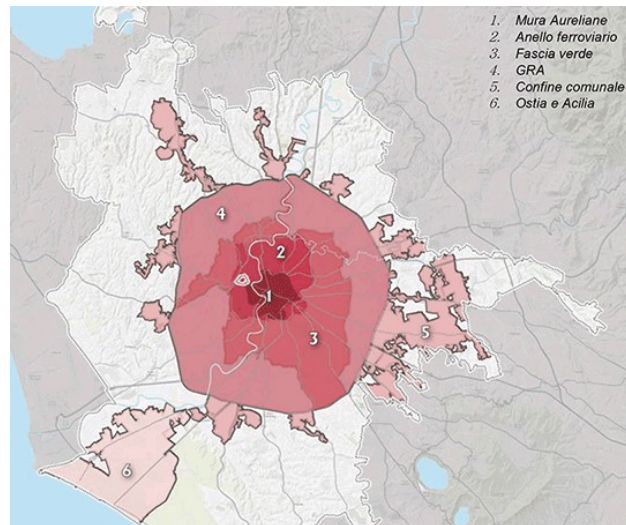 1. Mura Aureliane
2. Anello ferroviario
3. Fascia verde
4. GRA
5. Confine comunale
6. Ostia e Acilia
4
2
1
3
5
6